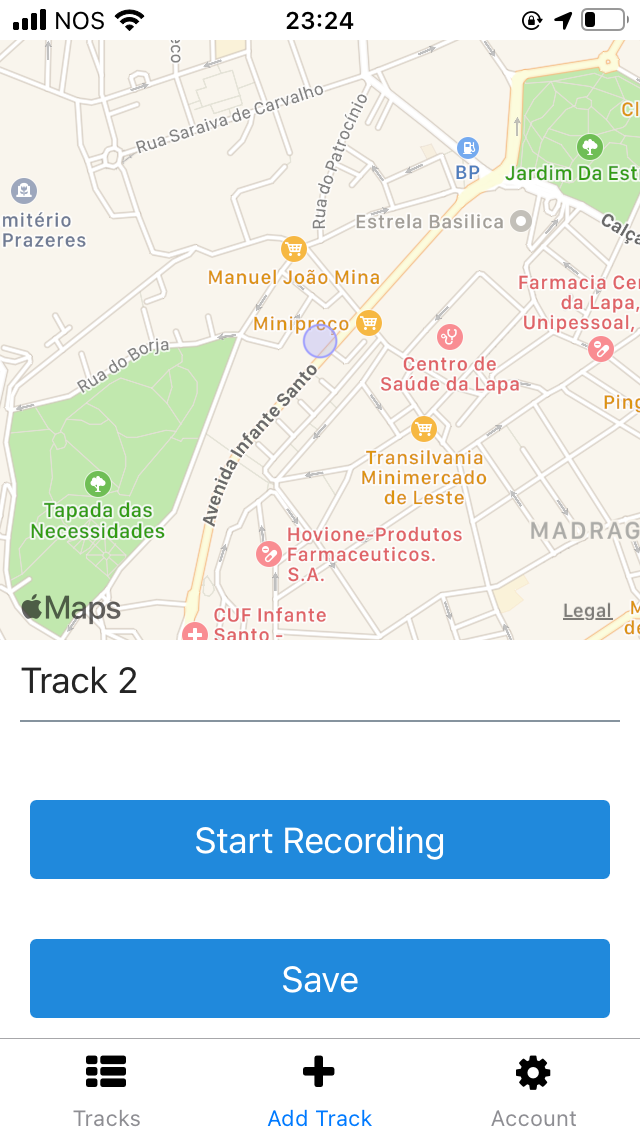 NOS
23:24
co
Rua Saraiva de Carvalho
Rua do Patrocínio
Cl
BP
Jardim Da Estr
mitério
Prazeres
Estrela Basilica
Calça
Manuel João Mina
Farmacia Cen
da Lapa,
Unipessoal,
Minipreço
Rua do Borja
Centro de
Saúde da Lapa
Avenida Infante Santo
Ping
Transilvania
Minimercado
de Leste
Tapada das
Necessidades
MADRAG
Hovione-Produtos
Farmaceuticos.
S.A.
Maps
CUF Infante
Santo -
Legal
M
de
Track 2
Start Recording
Save
Tracks
Add Track
Account